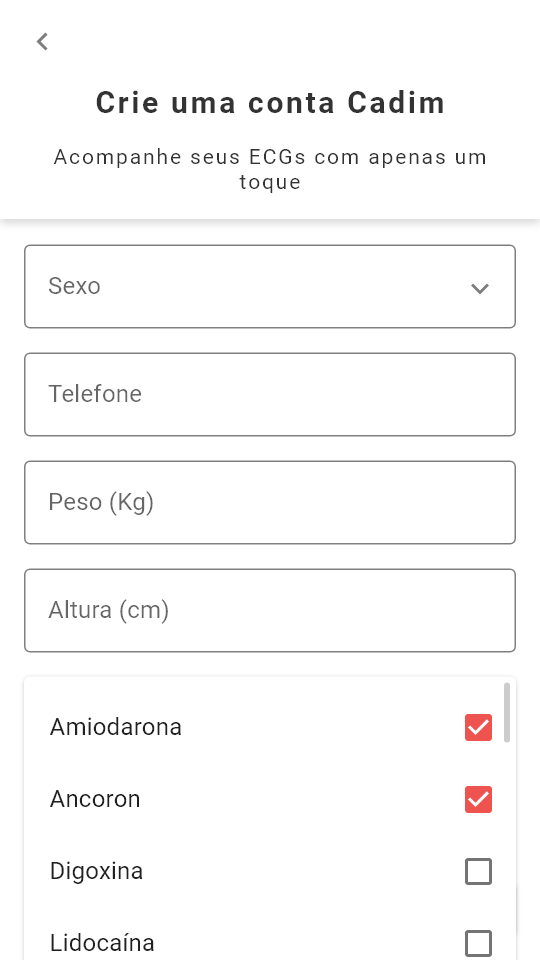 Crie uma conta Cadim
Acompanhe seus ECGs com apenas um
toque
Sexo
Telefone
Peso (Kg)
Altura (cm)
Amiodarona
Ancoron
Digoxina
Lidocaína